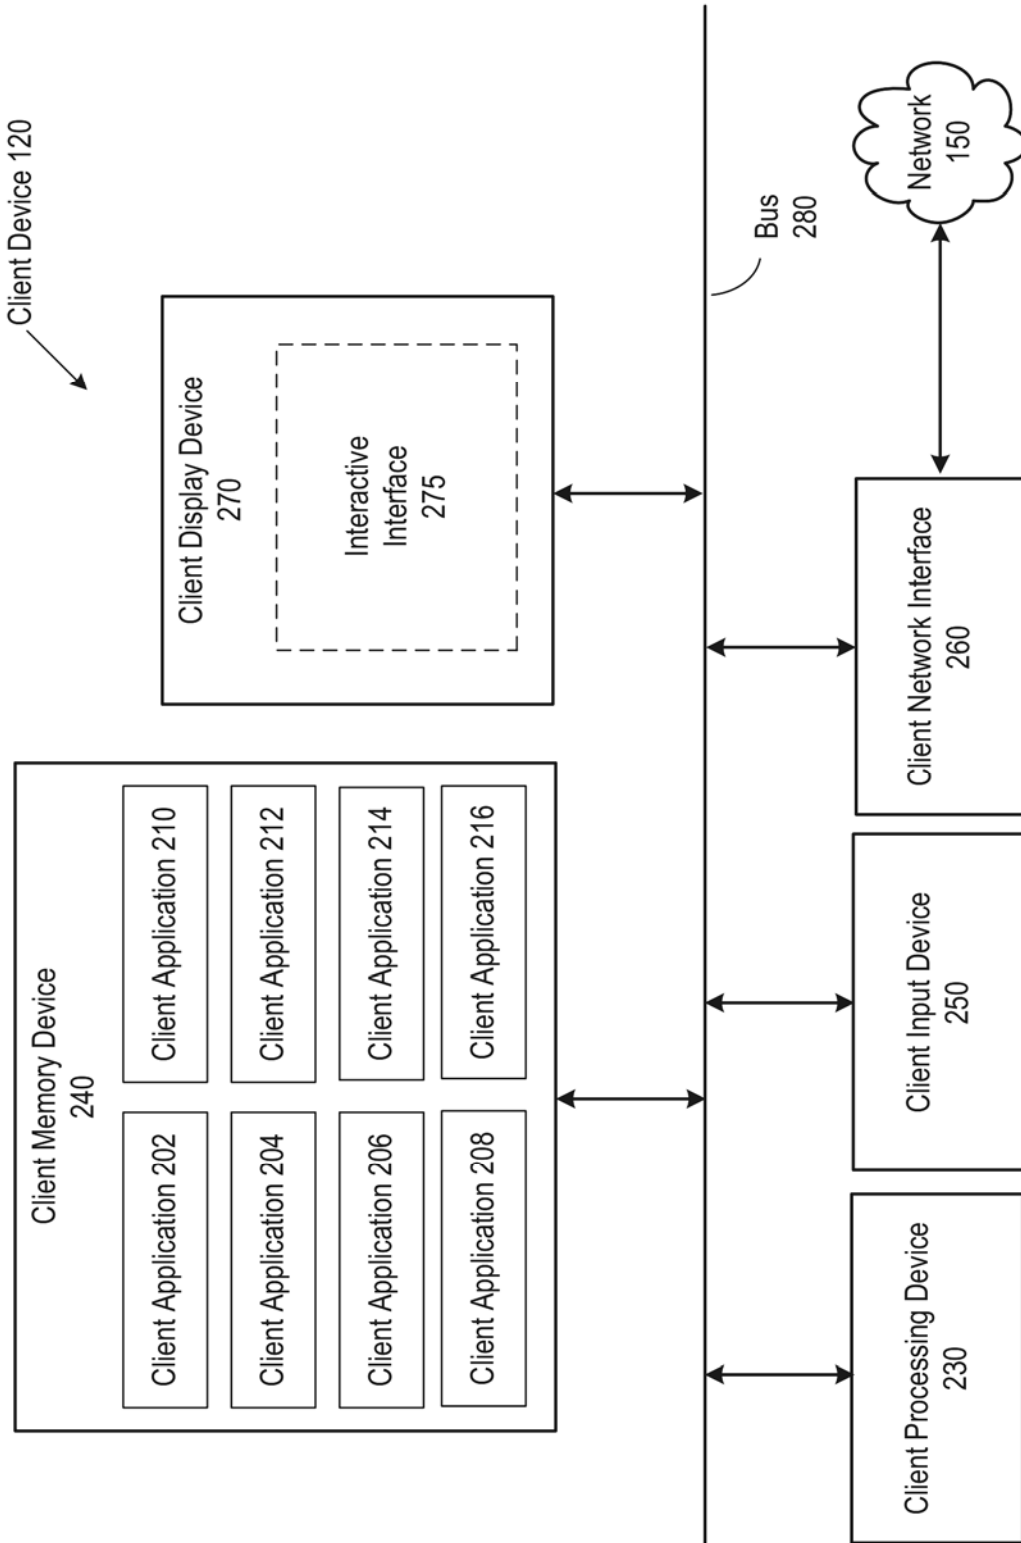 Client Device 120
Client Memory Device
240
Client Application 202
Client Application 210
Client Application 204
Client Application 212
Client Application 206
Client Application 214
Client Application 208
Client Application 216
Client Display Device
270
Interactive
Interface
275
Bus
280
Client Processing Device
230
Client Input Device
250
Client Network Interface
260
Network
150